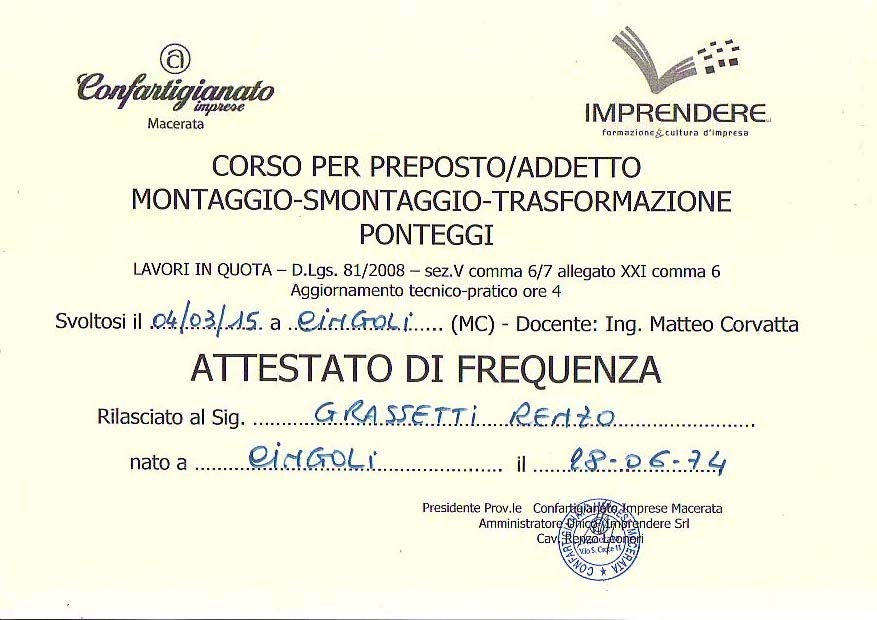 Confartigianato
imprese
Macerata
IMPRENDERE
formazione&cultura d'impresa
CORSO PER PREPOSTO/ADDETTO
MONTAGGIO-SMONTAGGIO-TRASFORMAZIONE
PONTEGGI
LAVORI IN QUOTA – D.Lgs. 81/2008 – sez.V comma 6/7 allegato XXI comma 6
Aggiornamento tecnico-pratico ore 4
Svoltosi il 04/03/15 a CINGOLI (MC) - Docente: Ing. Matteo Corvatta
ATTESTATO DI FREQUENZA
Rilasciato al Sig. GRASSETTI RENZO
nato a CINGOLI il 28-06-74
Presidente Prov.le Confartigianato Imprese Macerata
Amministratore Unico Imprendere Srl
Cav. Renzo Leonori
CONFARTIGIANATO IMPRESE MACERATA